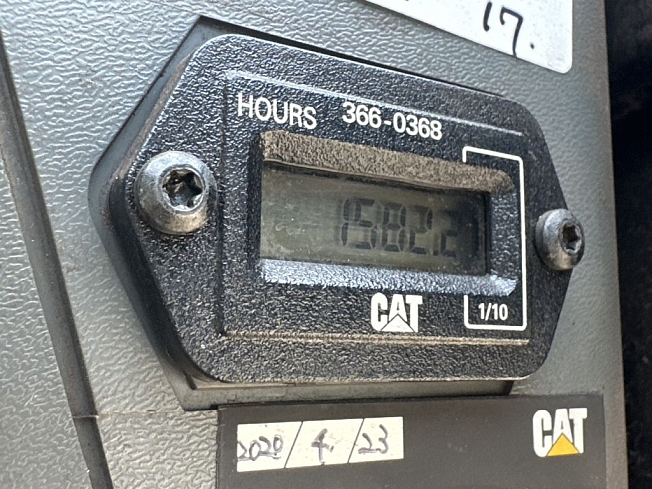 17.
HOURS 366-0368
1582.2
CAT 1/10
CAT
2020/4/23